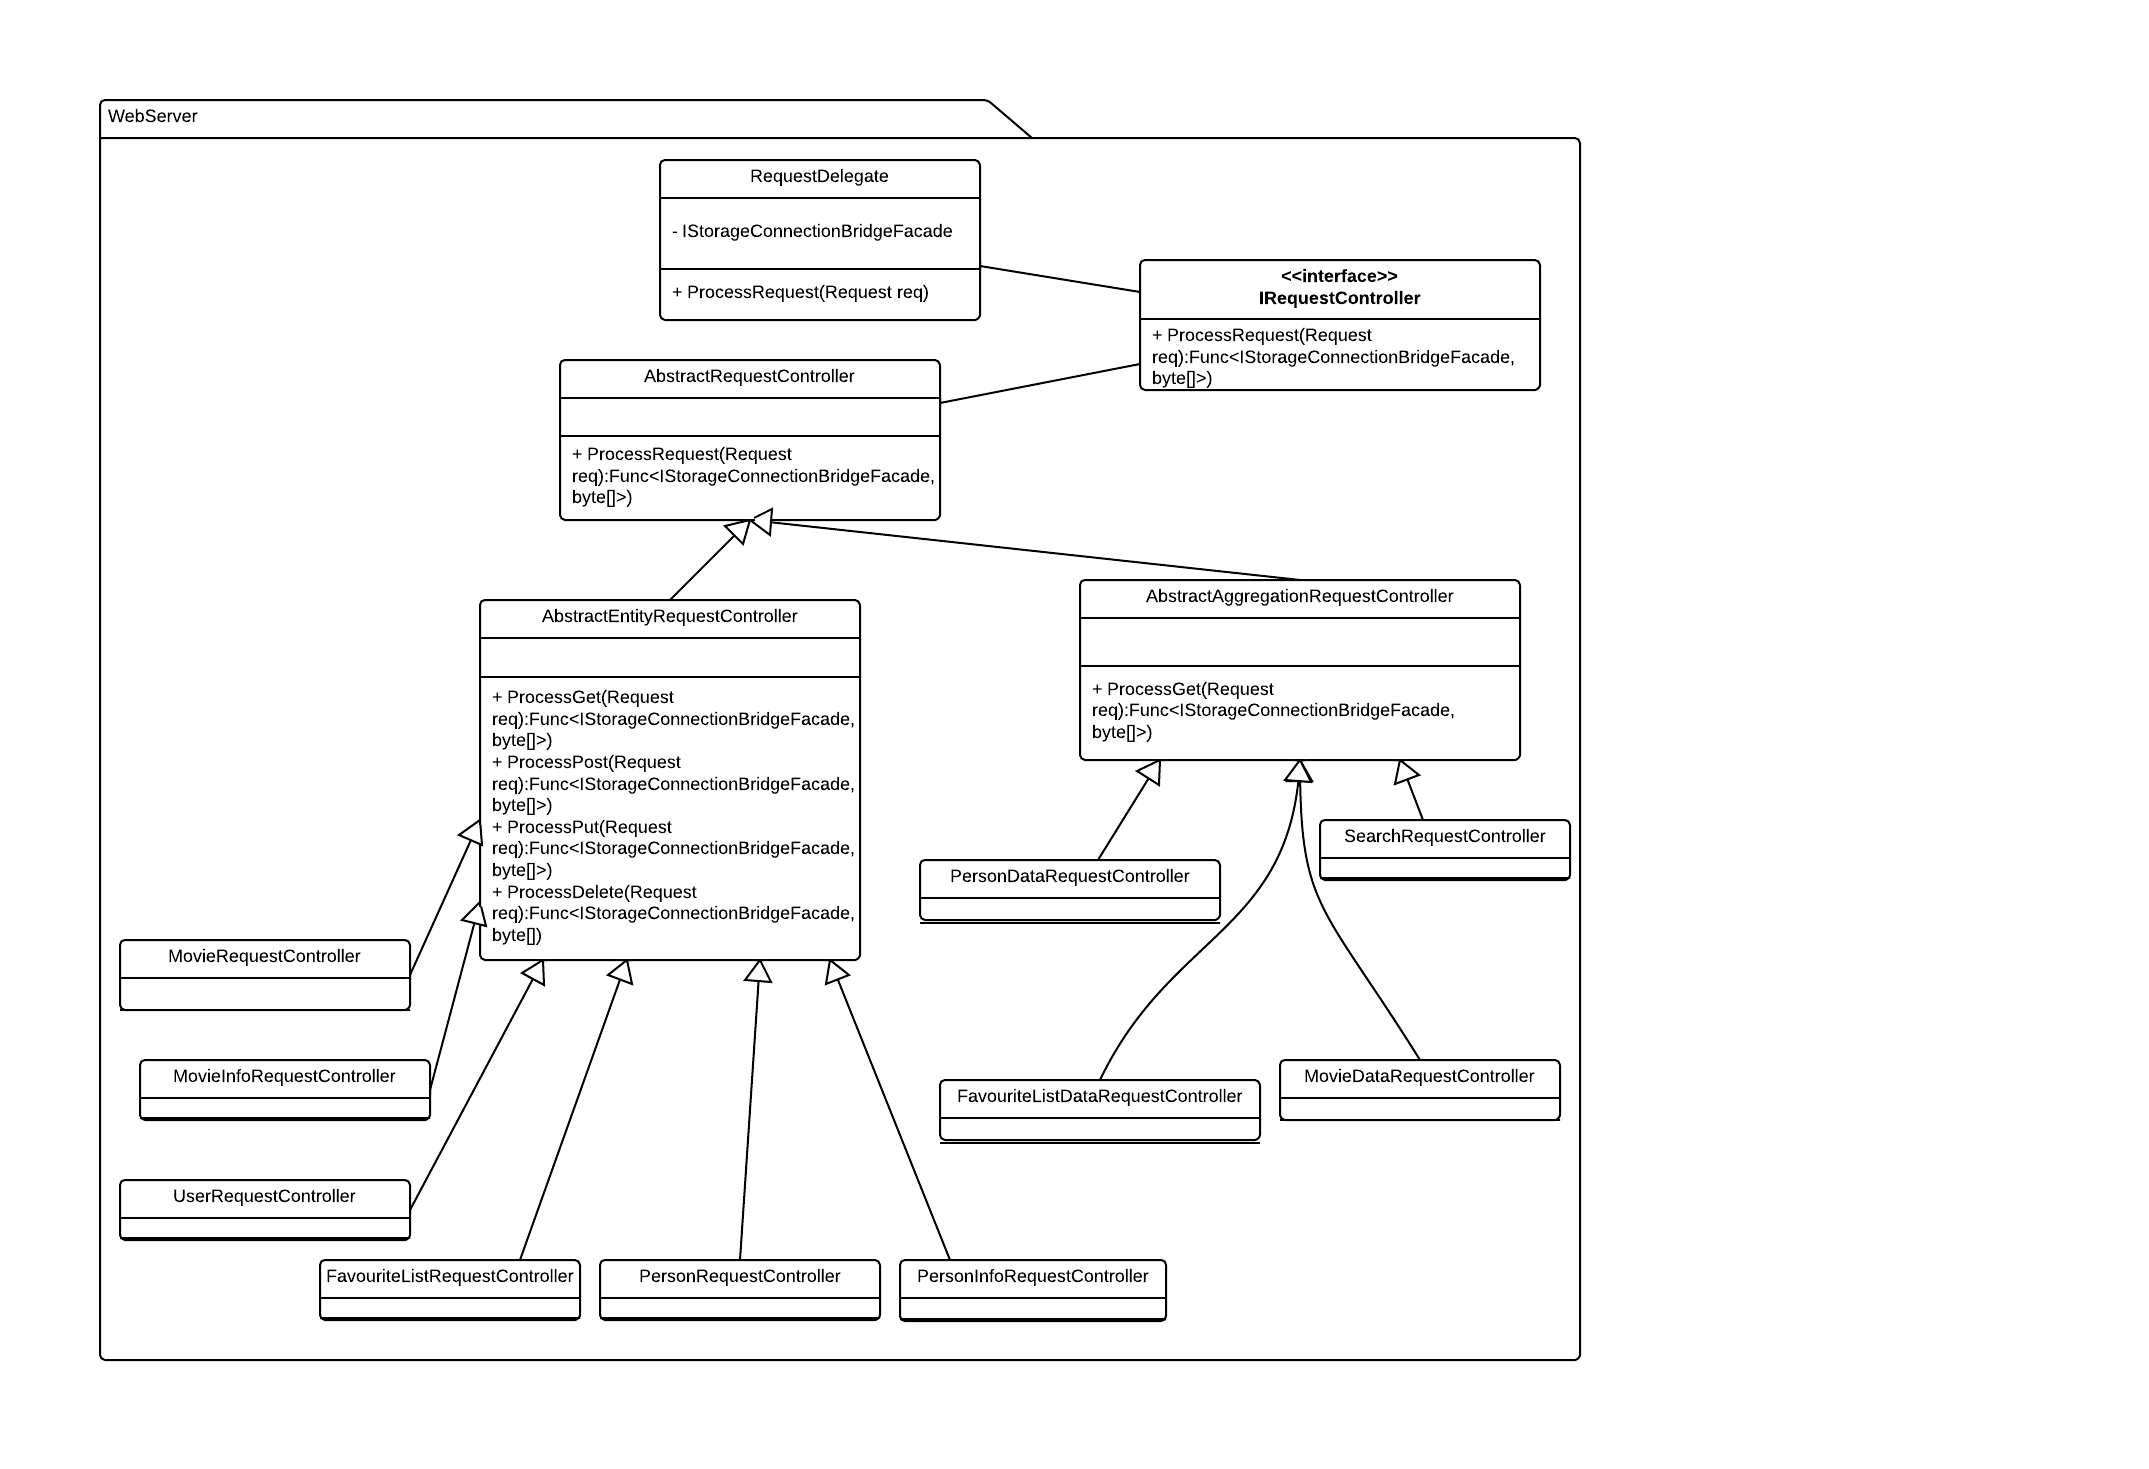 WebServer
RequestDelegate
- IStorageConnectionBridgeFacade
+ ProcessRequest(Request req)
<<interface>>
IRequestController
+ ProcessRequest(Request
req):Func<IStorageConnectionBridgeFacade,
byte[]>)
AbstractRequestController
+ ProcessRequest(Request
req):Func<IStorageConnectionBridgeFacade,
byte[]>)
AbstractEntityRequestController
+ ProcessGet(Request
req):Func<IStorageConnectionBridgeFacade,
byte[]>)
+ ProcessPost(Request
req):Func<IStorageConnectionBridgeFacade,
byte[]>)
+ ProcessPut(Request
req):Func<IStorageConnectionBridgeFacade,
byte[]>)
+ ProcessDelete(Request
req):Func<IStorageConnectionBridgeFacade,
byte[])
AbstractAggregationRequestController
+ ProcessGet(Request
req):Func<IStorageConnectionBridgeFacade,
byte[]>)
SearchRequestController
PersonDataRequestController
MovieRequestController
MovieInfoRequestController
FavouriteListDataRequestController
MovieDataRequestController
UserRequestController
FavouriteListRequestController
PersonRequestController
PersonInfoRequestController